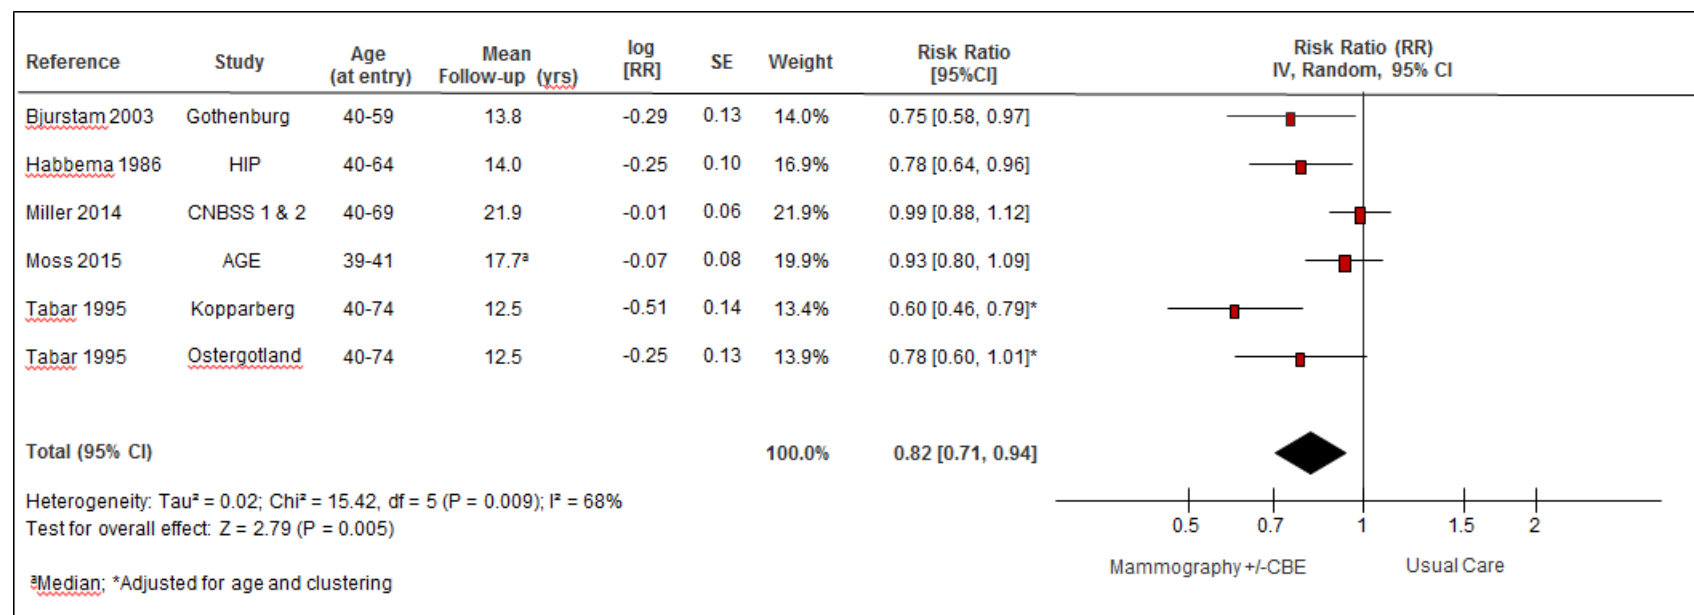 Reference Study Age (at entry) Mean Follow-up (yrs) log [RR] SE Weight Risk Ratio [95%CI] Risk Ratio (RR) IV, Random, 95% CI
Bjurstam 2003 Gothenburg 40-59 13.8 -0.29 0.13 14.0% 0.75 [0.58, 0.97]
Habbema 1986 HIP 40-64 14.0 -0.25 0.10 16.9% 0.78 [0.64, 0.96]
Miller 2014 CNBSS 1 & 2 40-69 21.9 -0.01 0.06 21.9% 0.99 [0.88, 1.12]
Moss 2015 AGE 39-41 17.7ª -0.07 0.08 19.9% 0.93 [0.80, 1.09]
Tabar 1995 Kopparberg 40-74 12.5 -0.51 0.14 13.4% 0.60 [0.46, 0.79]*
Tabar 1995 Ostergotland 40-74 12.5 -0.25 0.13 13.9% 0.78 [0.60, 1.01]*
Total (95% CI) 100.0% 0.82 [0.71, 0.94]
Heterogeneity: Tau² = 0.02; Chi² = 15.42, df = 5 (P = 0.009); I² = 68%
Test for overall effect: Z = 2.79 (P = 0.005)
0.5 0.7 1 1.5 2
Mammography +/-CBE Usual Care
ªMedian; *Adjusted for age and clustering